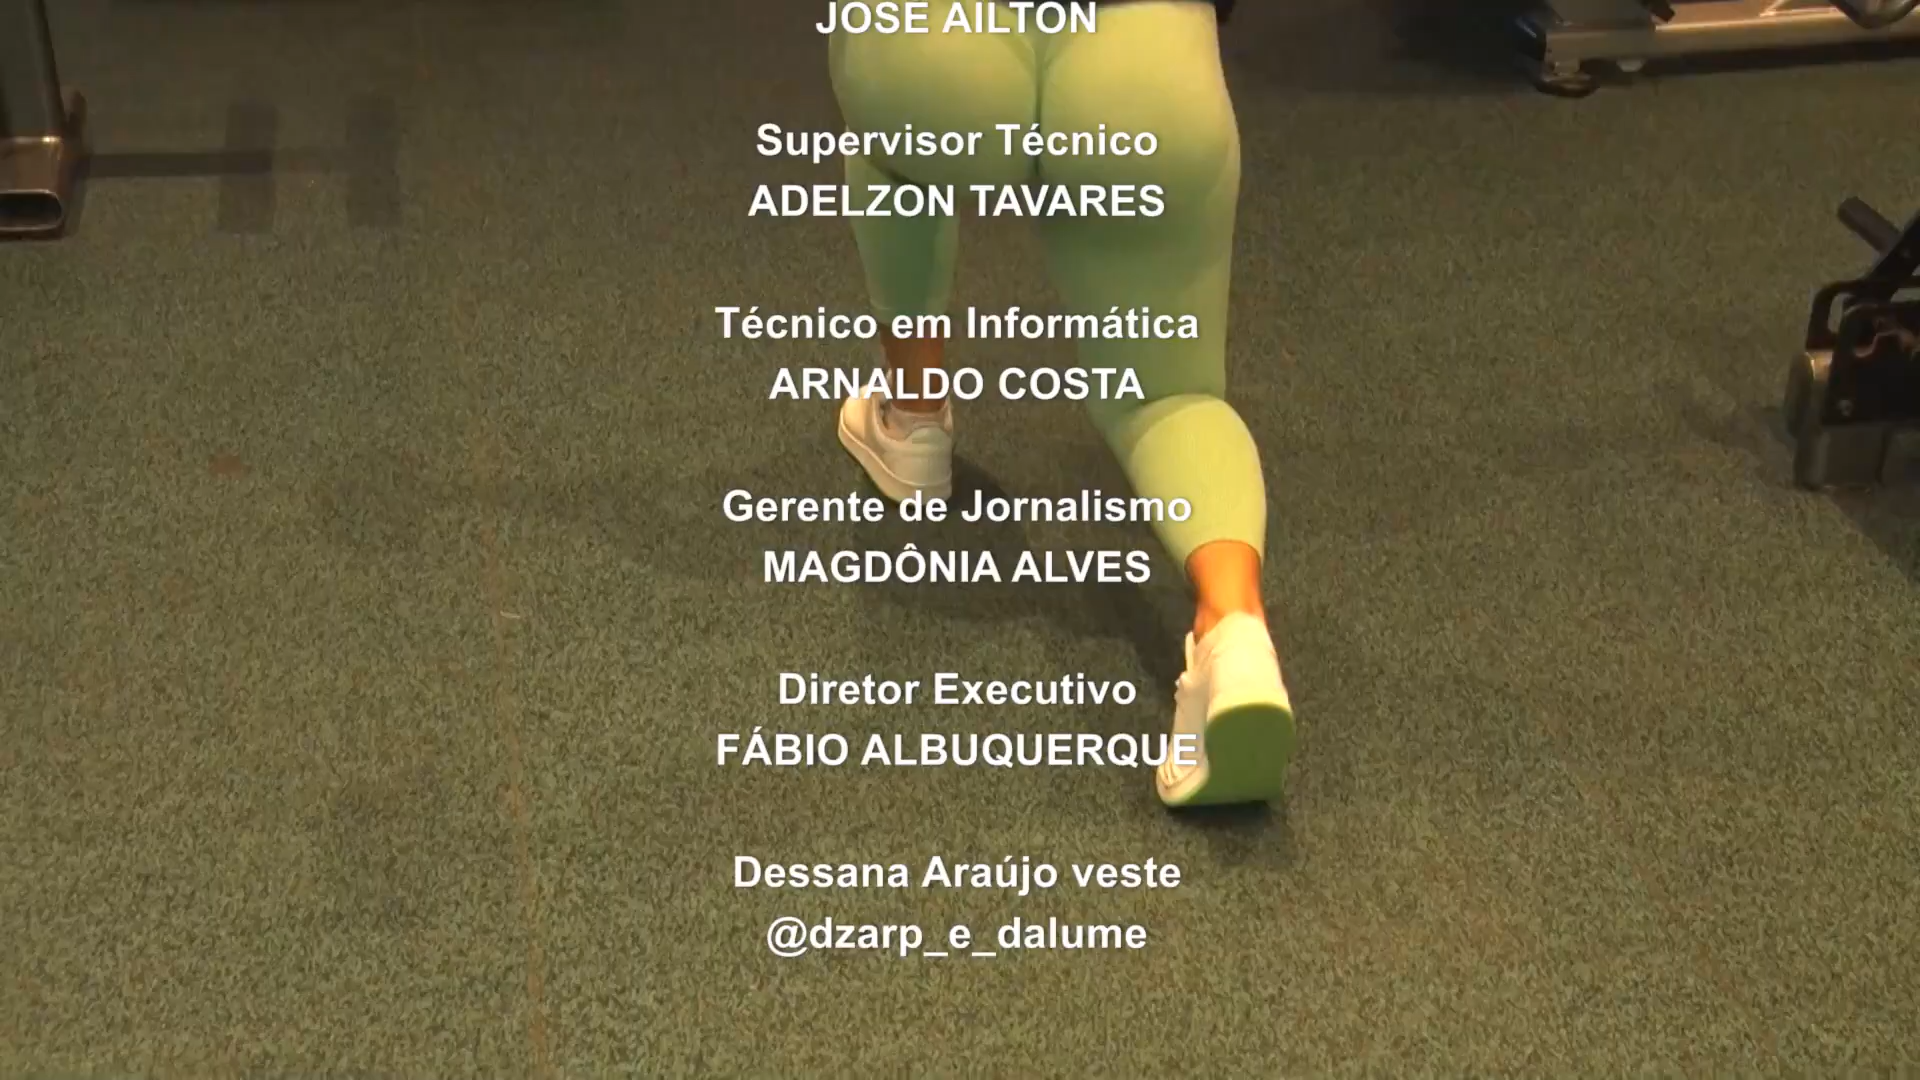 JOSÉ AILTON
Supervisor Técnico
ADELZON TAVARES
Técnico em Informática
ARNALDO COSTA
Gerente de Jornalismo
MAGDÔNIA ALVES
Diretor Executivo
FÁBIO ALBUQUERQUE
Dessana Araújo veste
@dzarp_e_dalume